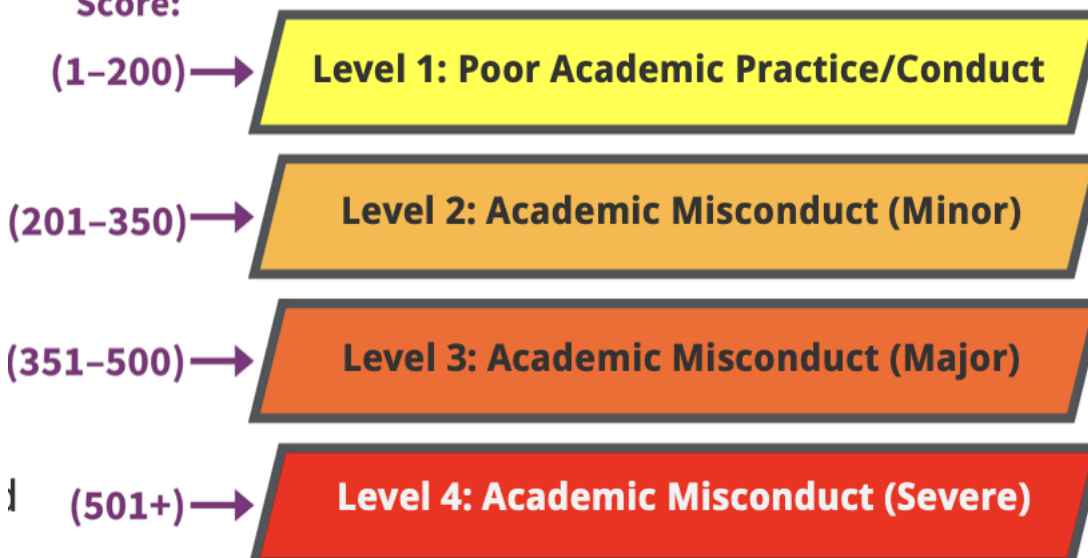 Score:
(1–200)
Level 1: Poor Academic Practice/Conduct
(201–350)
Level 2: Academic Misconduct (Minor)
(351–500)
Level 3: Academic Misconduct (Major)
(501+)
Level 4: Academic Misconduct (Severe)